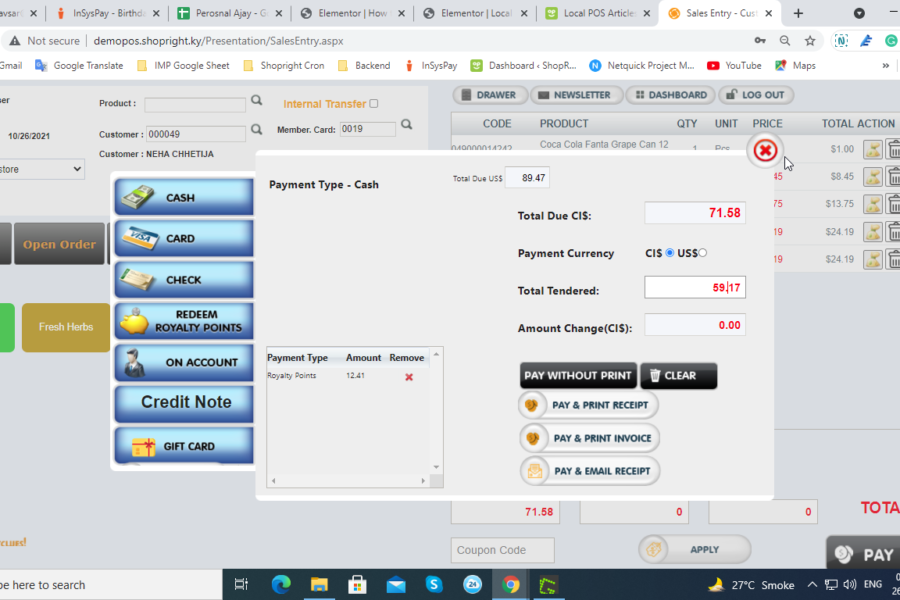 avsar
InSysPay - Birthda
Perosnal Ajay - G
Elementor | How
Elementor | Local
Local POS Article
Sales Entry - Cus
Not secure | demopos.shopright.ky/Presentation/SalesEntry.aspx
Gmail Google Translate IMP Google Sheet Shopright Cron Backend InSysPay Dashboard ‹ ShopR... Netquick Project M... YouTube Maps »
ser
10/26/2021
store
Product :
Customer : 000049
Customer : NEHA CHHETIJA
Internal Transfer
Member. Card: 0019
DRAWER NEWSLETTER DASHBOARD LOG OUT
CODE PRODUCT QTY UNIT PRICE TOTAL ACTION
049000014242 Coca Cola Fanta Grape Can 12 1 Pcs $1.00
45 $8.45
75 $13.75
19 $24.19
19 $24.19
Open Order
Fresh Herbs
CASH
CARD
CHECK
REDEEM
ROYALTY POINTS
ON ACCOUNT
Credit Note
GIFT CARD
Payment Type - Cash
Total Due US$ 89.47
Total Due CI$: 71.58
Payment Currency CI$ US$
Total Tendered: 59.17
Amount Change(CI$): 0.00
Payment Type Amount Remove
Royalty Points 12.41
PAY WITHOUT PRINT CLEAR
PAY & PRINT RECEIPT
PAY & PRINT INVOICE
PAY & EMAIL RECEIPT
71.58 0 0 TOTA
Coupon Code APPLY PAY
pe here to search
24
27°C Smoke ENG